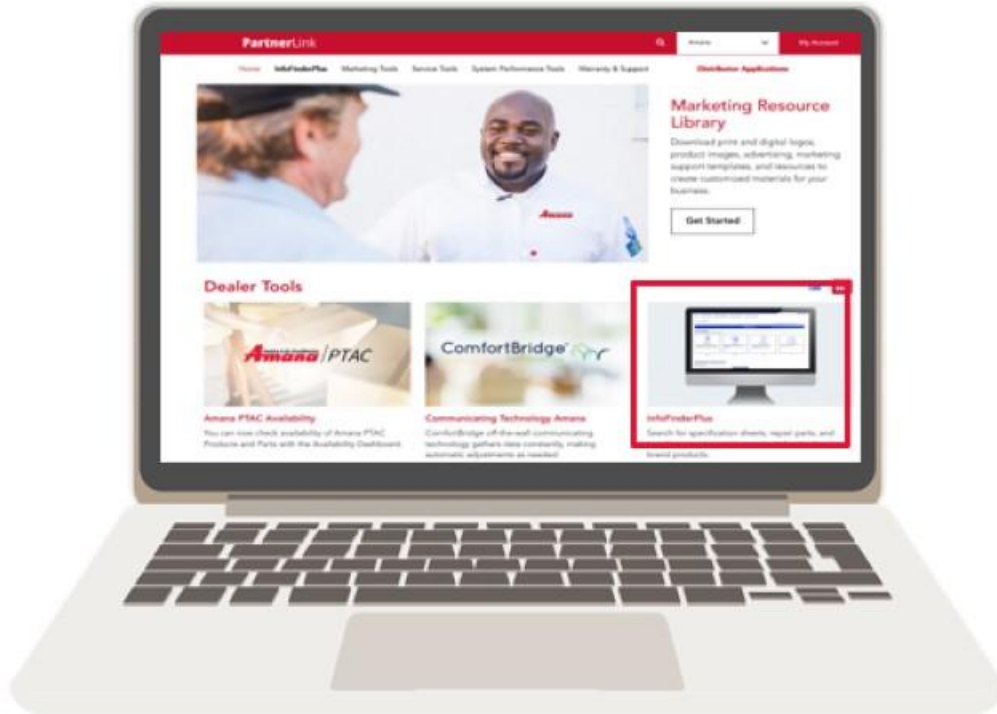 PartnerLink
Amana
My Account
Home InfoFinderPlus Marketing Tools Service Tools System Performance Tools Warranty & Support Distributor Applications
Marketing Resource
Library
Download print and digital logos,
product images, advertising, marketing
support templates, and resources to
create customized materials for your
business.
Get Started
Amana
Dealer Tools
Amana PTAC
ComfortBridge
Amana PTAC Availability
You can now check availability of Amana PTAC
Products and Parts with the Availability Dashboard
Communicating Technology Amana
ComfortBridge off-the-wall communicating
technology gathers data constantly, making
automatic adjustments as needed
InfoFinderPlus
Search for specification sheets, repair parts, and
brand products.